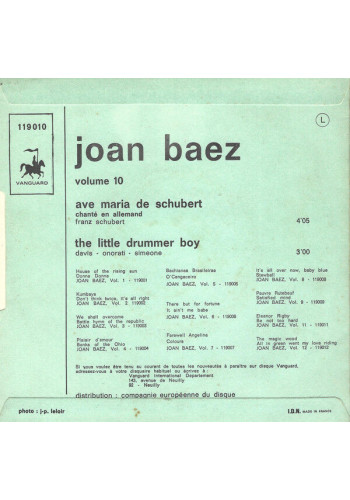 119010
VANGUARD
L
joan baez
volume 10
ave maria de schubert
chanté en allemand
franz schubert 4'05
the little drummer boy
davis - onorati - simeone 3'00
House of the rising sun
Donna Donna
JOAN BAEZ, Vol. 1 - 119001
Kumbaya
Don't think twice, it's all right
JOAN BAEZ, Vol. 2 - 119002
We shall overcome
Battle hymn of the republic
JOAN BAEZ, Vol. 3 - 119003
Plaisir d'amour
Banks of the Ohio
JOAN BAEZ, Vol. 4 - 119004
Bachianas Brasileiras
O'Cangaceiro
JOAN BAEZ, Vol. 5 - 119005
There but for fortune
It ain't me babe
JOAN BAEZ, Vol. 6 - 119006
Farewell Angelina
Colours
JOAN BAEZ, Vol. 7 - 119007
It's all over now, baby blue
Stewball
JOAN BAEZ, Vol. 8 - 119008
Pauvre Rutebeuf
Satisfied mind
JOAN BAEZ, Vol. 9 - 119009
Eleanor Rigby
Be not too hard
JOAN BAEZ, Vol. 11 - 119011
The magic wood
All in green went my love riding
JOAN BAEZ, Vol. 12 - 119012
Si vous voulez être tenu au courant de toutes les nouveautés à paraître sur disque Vanguard,
adressez-vous à votre disquaire habituel ou écrivez à :
Vanguard International Departement
143, avenue de Neuilly
92 - Neuilly
distribution : compagnie européenne du disque
photo : j-p. leloir
I.D.N. MADE IN FRANCE